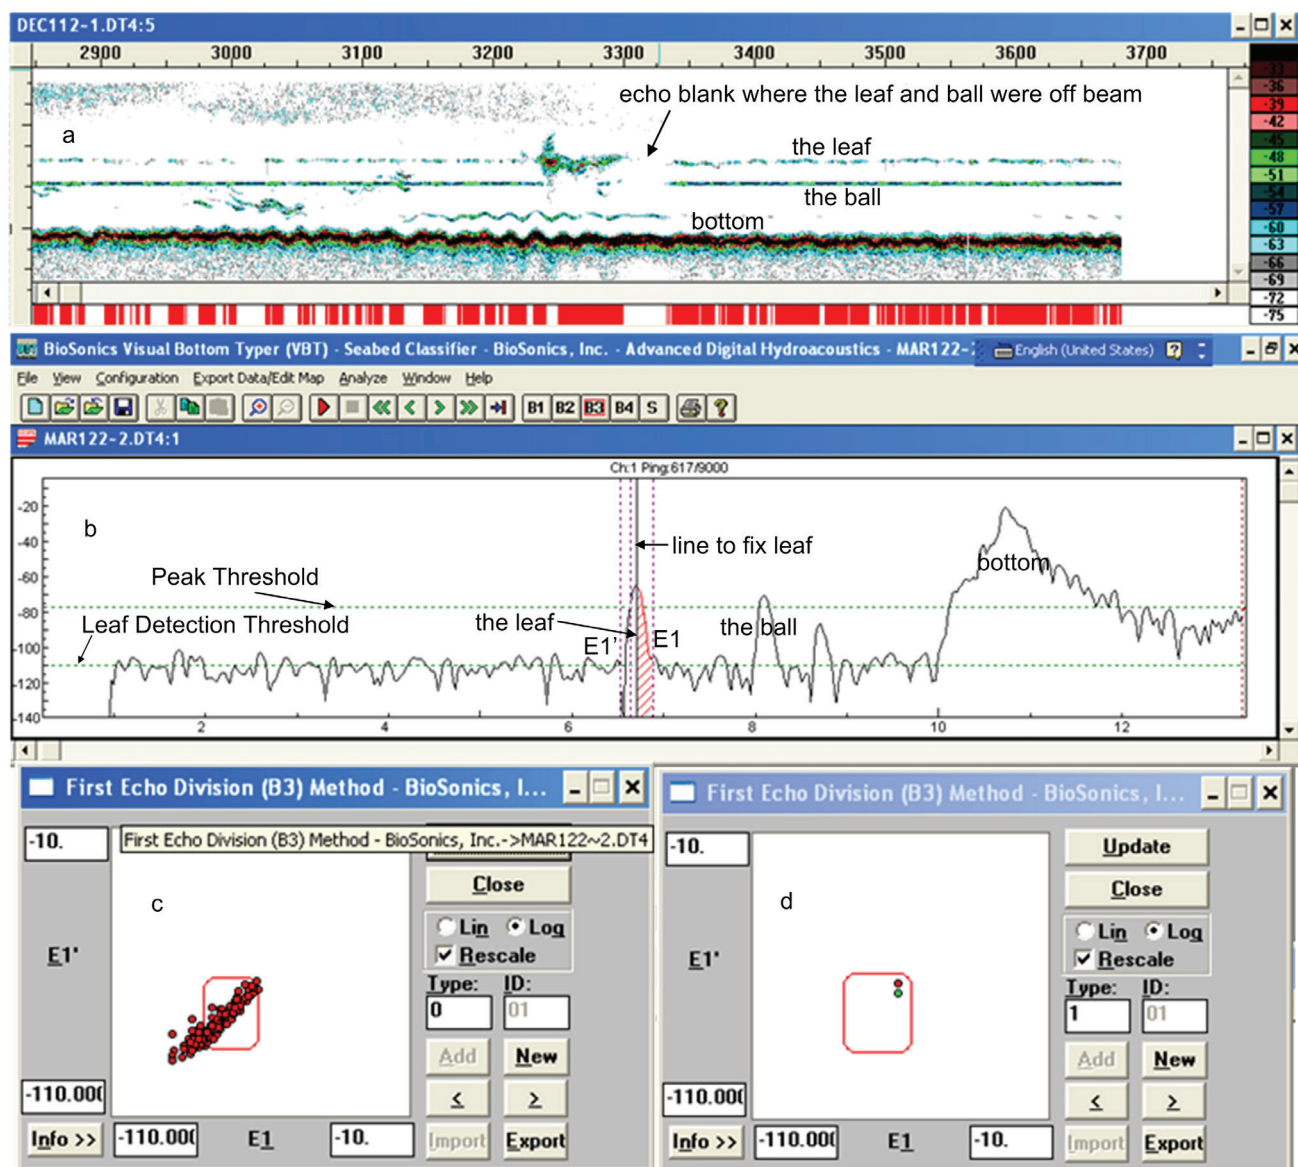 DEC112-1.DT4:5
2900 3000 3100 3200 3300 3400 3500 3600 3700
echo blank where the leaf and ball were off beam
a
the leaf
the ball
bottom
-33
-36
-39
-42
-45
-48
-51
-54
-57
-60
-63
-66
-69
-72
-75
BioSonics Visual Bottom Typer (VBT) - Seabed Classifier - BioSonics, Inc. - Advanced Digital Hydroacoustics - MAR122- English (United States)
File View Configuration Export Data/Edit Map Analyze Window Help
B1 B2 B3 B4 S
MAR122-2.DT4:1
Ch:1 Ping:617/9000
-20
b
line to fix leaf
-40
bottom
-60
Peak Threshold
-80
Leaf Detection Threshold
the leaf
E1' E1
the ball
-100
-120
-140
2 4 6 8 10 12
First Echo Division (B3) Method - BioSonics, I...
-10.
First Echo Division (B3) Method - BioSonics, Inc.->MAR122~2.DT4
Close
c
Lin Log
Rescale
E1'
Type: ID:
0 01
Add New
< >
-110.000
Info >> -110.000 E1 -10. Import Export
First Echo Division (B3) Method - BioSonics, I...
-10.
Update
Close
d
Lin Log
Rescale
E1'
Type: ID:
1 01
Add New
< >
-110.000
Info >> -110.000 E1 -10. Import Export